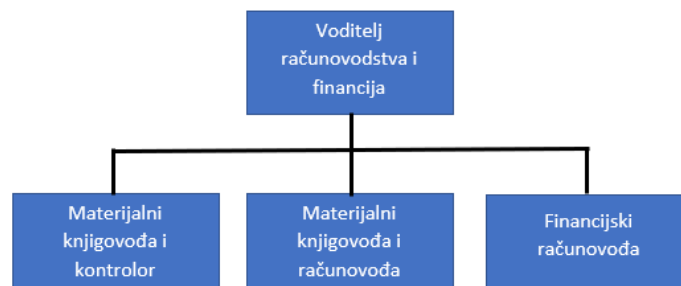 Voditelj
računovodstva i
financija
Materijalni
knjigovođa i
kontrolor
Materijalni
knjigovođa i
računovođa
Financijski
računovođa